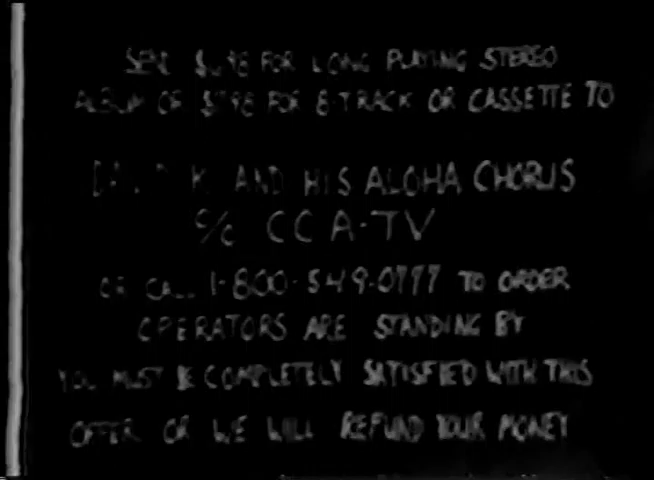 SEND FOR LONG PLAYING STEREO
ALBUM OR FOR 8-TRACK OR CASSETTE TO
AND HIS ALOHA CHORUS
C/O CCA-TV
OR CALL 1-800-549-0777 TO ORDER
OPERATORS ARE STANDING BY
YOU MUST BE COMPLETELY SATISFIED WITH THIS
OFFER OR WE WILL REFUND YOUR MONEY